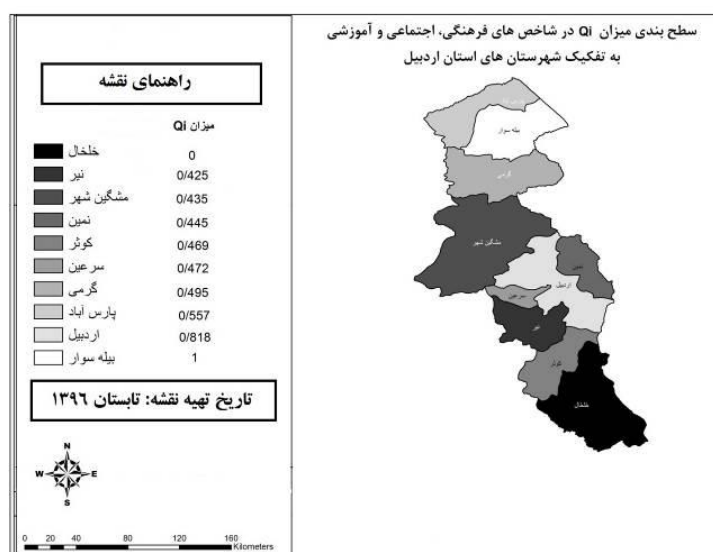 سطح بندی میزان Qi در شاخص های فرهنگی، اجتماعی و آموزشی
به تفکیک شهرستان های استان اردبیل
راهنمای نقشه
میزان Qi
خلخال 0
نیر 0/425
مشگین شهر 0/435
نمین 0/445
کوثر 0/469
سرعین 0/472
گرمی 0/495
پارس آباد 0/557
اردبیل 0/818
بیله سوار 1
تاریخ تهیه نقشه: تابستان ۱۳۹۶
N
W E
S
0 20 40 80 120 160
Kilometers
پارس آباد
بیله سوار
گرمی
مشگین شهر
نمین
اردبیل
سرعین
نیر
کوثر
خلخال